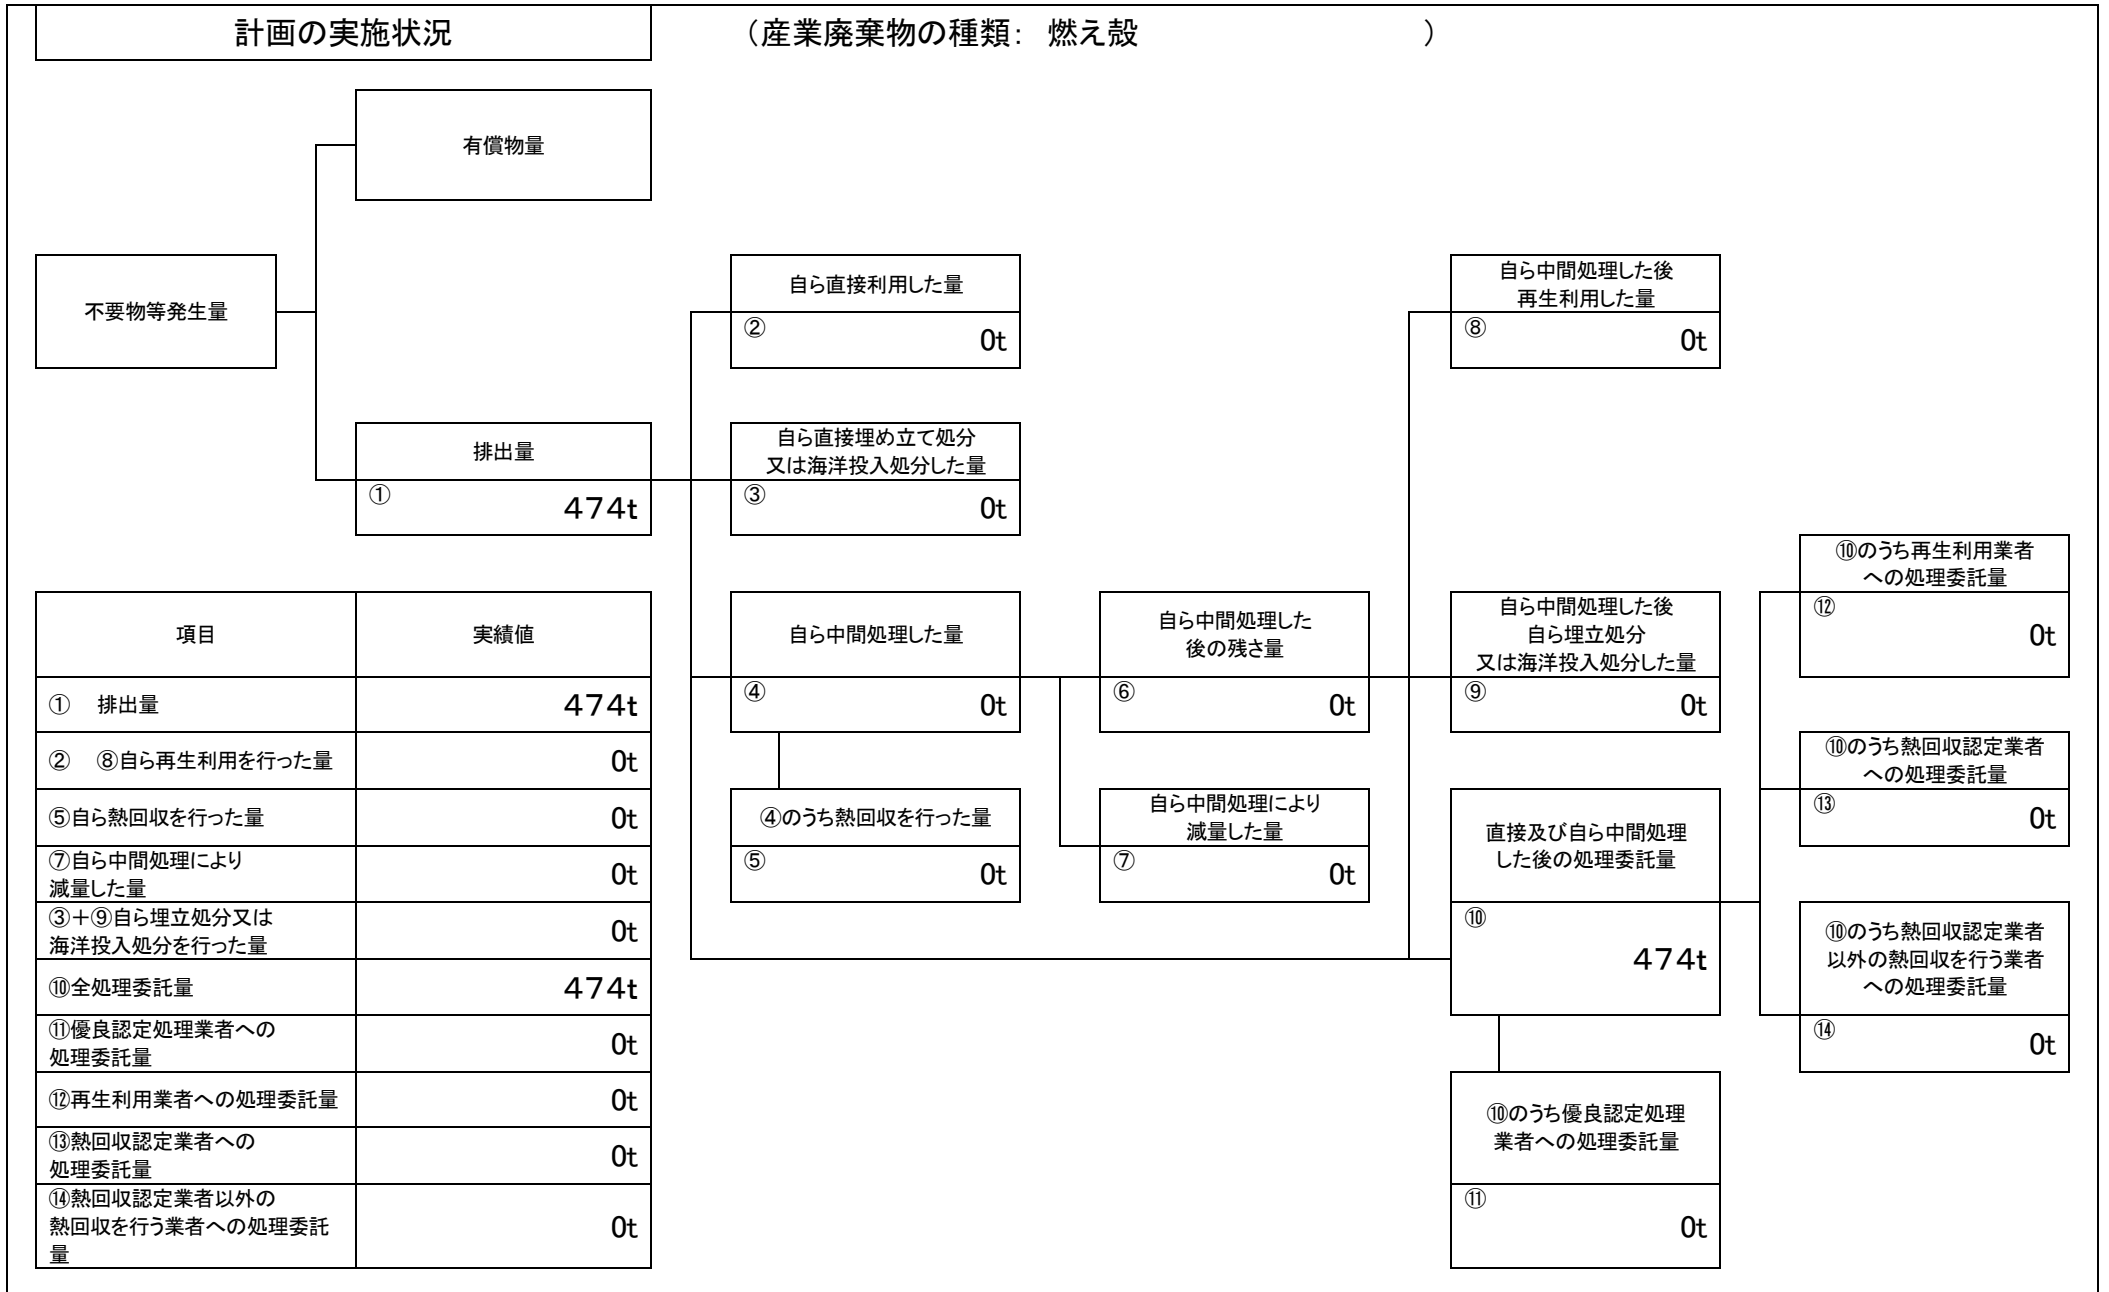 計画の実施状況
（産業廃棄物の種類： 燃え殻 ）
有償物量
不要物等発生量
自ら直接利用した量
② 0t
自ら中間処理した後
再生利用した量
⑧ 0t
排出量
① 474t
自ら直接埋め立て処分
又は海洋投入処分した量
③ 0t
⑩のうち再生利用業者
への処理委託量
⑫ 0t
自ら中間処理した量
④ 0t
自ら中間処理した
後の残さ量
⑥ 0t
自ら中間処理した後
自ら埋立処分
又は海洋投入処分した量
⑨ 0t
⑩のうち熱回収認定業者
への処理委託量
⑬ 0t
④のうち熱回収を行った量
⑤ 0t
自ら中間処理により
減量した量
⑦ 0t
直接及び自ら中間処理
した後の処理委託量
⑩ 474t
⑩のうち熱回収認定業者
以外の熱回収を行う業者
への処理委託量
⑭ 0t
⑩のうち優良認定処理
業者への処理委託量
⑪ 0t
項目 実績値
① 排出量 474t
② ⑧自ら再生利用を行った量 0t
⑤自ら熱回収を行った量 0t
⑦自ら中間処理により
減量した量 0t
③＋⑨自ら埋立処分又は
海洋投入処分を行った量 0t
⑩全処理委託量 474t
⑪優良認定処理業者への
処理委託量 0t
⑫再生利用業者への処理委託量 0t
⑬熱回収認定業者への
処理委託量 0t
⑭熱回収認定業者以外の
熱回収を行う業者への処理委託
量 0t